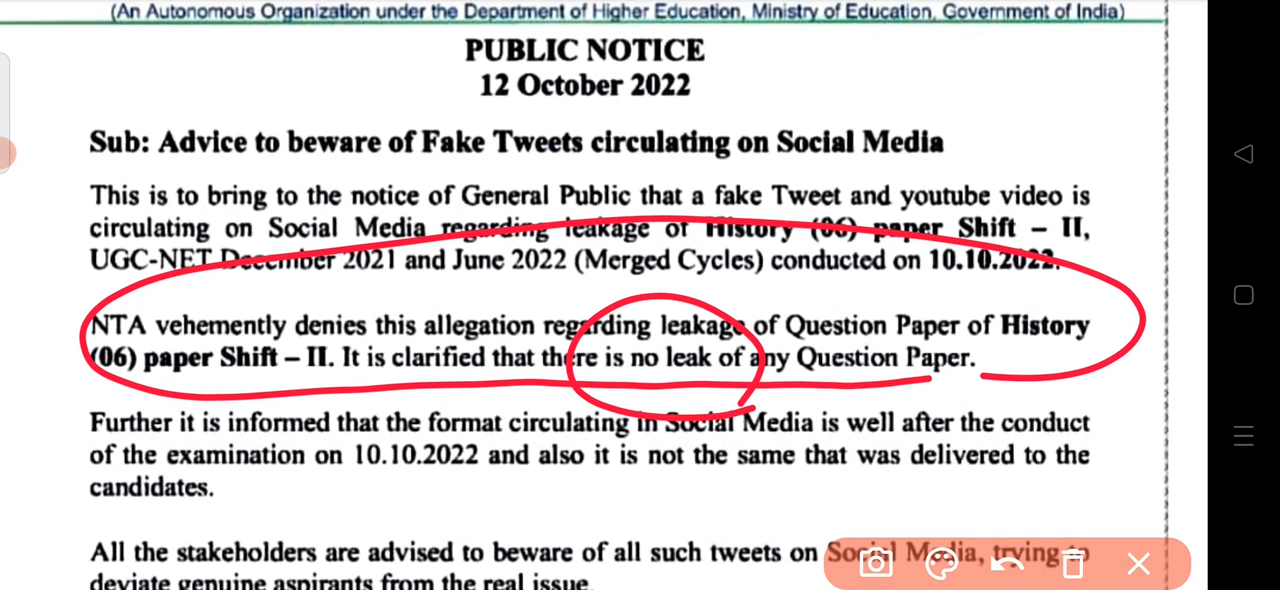 (An Autonomous Organization under the Department of Higher Education, Ministry of Education, Government of India)
PUBLIC NOTICE
12 October 2022
Sub: Advice to beware of Fake Tweets circulating on Social Media
This is to bring to the notice of General Public that a fake Tweet and youtube video is
circulating on Social Media regarding leakage of History (06) paper Shift – II,
UGC-NET December 2021 and June 2022 (Merged Cycles) conducted on 10.10.2022.
NTA vehemently denies this allegation regarding leakage of Question Paper of History
(06) paper Shift – II. It is clarified that there is no leak of any Question Paper.
Further it is informed that the format circulating in Social Media is well after the conduct
of the examination on 10.10.2022 and also it is not the same that was delivered to the
candidates.
All the stakeholders are advised to beware of all such tweets on Social Media, trying to
deviate genuine aspirants from the real issue.